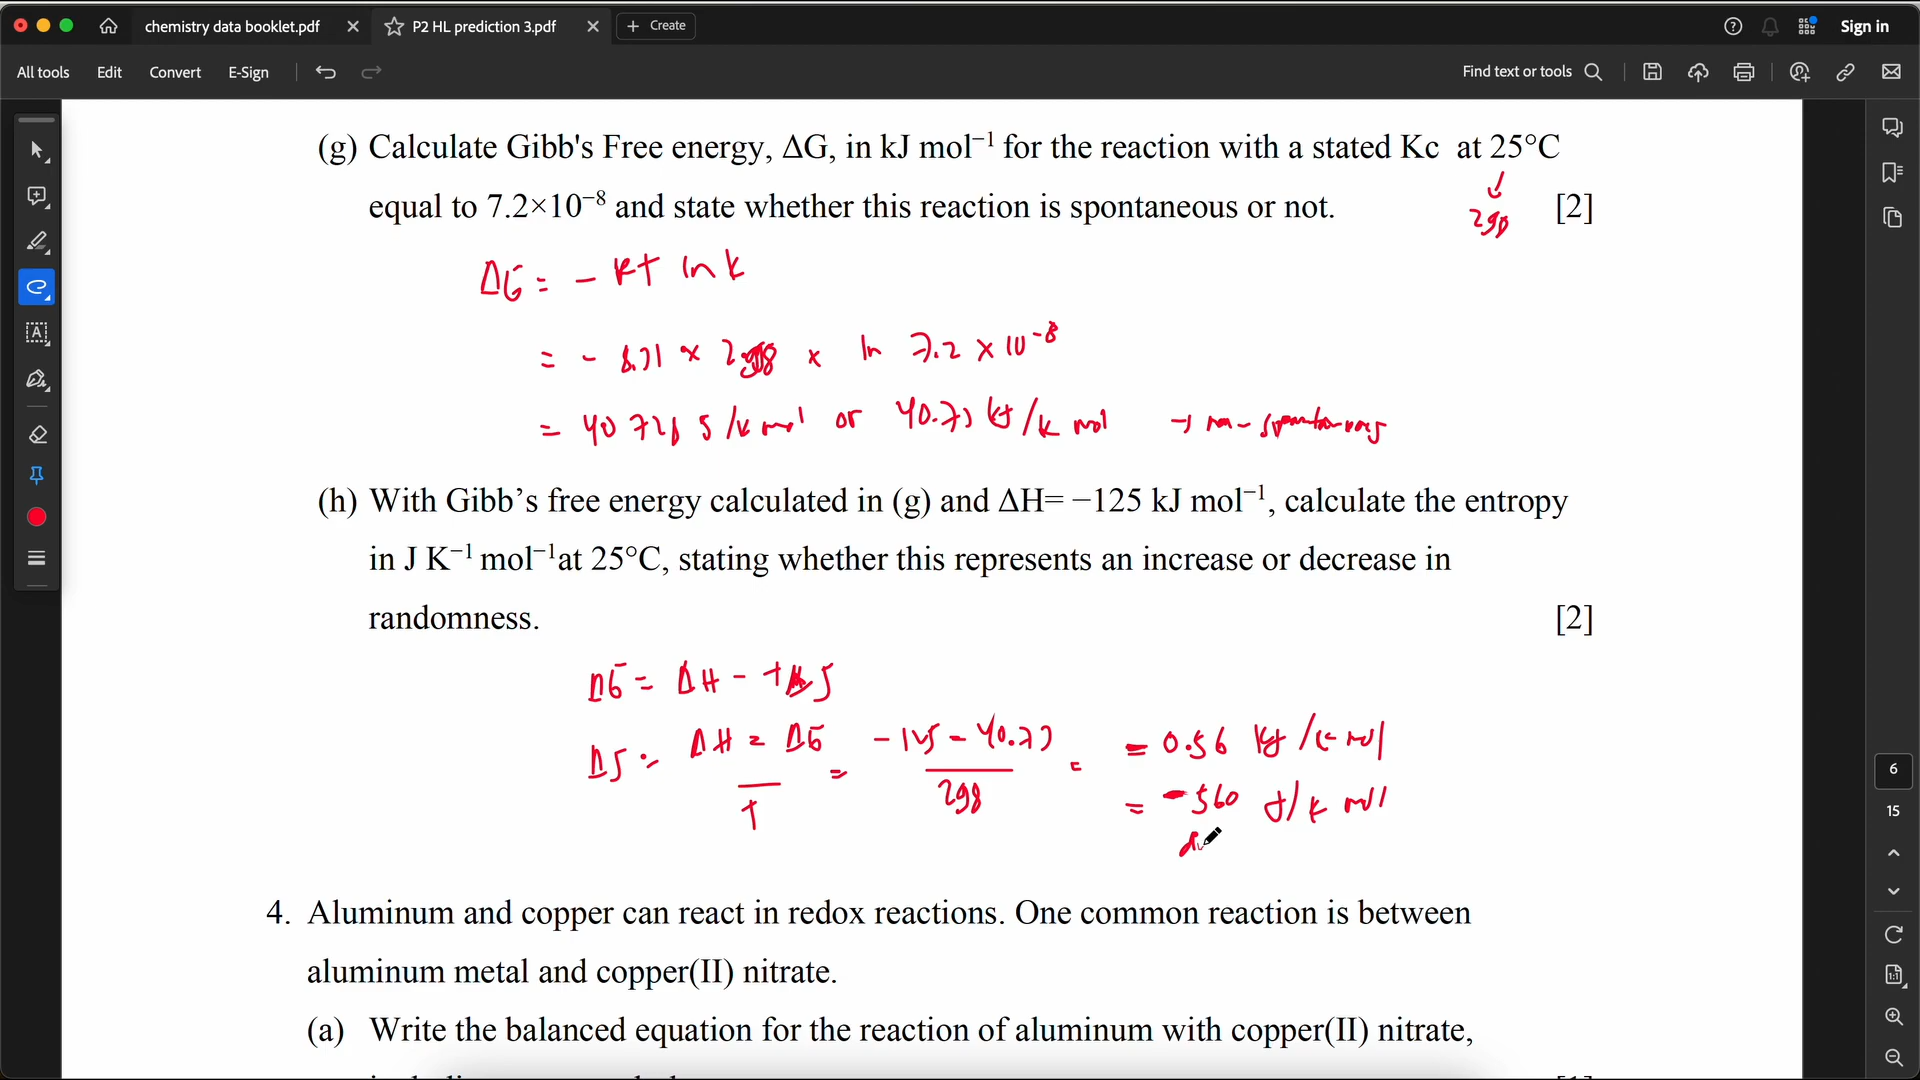 chemistry data booklet.pdf
P2 HL prediction 3.pdf
Create
Sign in
All tools Edit Convert E-Sign
Find text or tools
(g) Calculate Gibb's Free energy, ΔG, in kJ mol⁻¹ for the reaction with a stated Kc at 25°C
equal to 7.2×10⁻⁸ and state whether this reaction is spontaneous or not. [2]
298
ΔG = - RT ln k
= - 8.31 × 298 × ln 7.2 × 10⁻⁸
= 40 728 J/k mol or 40.73 kJ/k mol → non-spontaneous
(h) With Gibb’s free energy calculated in (g) and ΔH= −125 kJ mol⁻¹, calculate the entropy
in J K⁻¹ mol⁻¹at 25°C, stating whether this represents an increase or decrease in
randomness. [2]
ΔG = ΔH - TΔS
ΔS = ΔH - ΔG / T = -125 - 40.73 / 298 = - 0.56 kJ/k mol
= -560 J/k mol
4. Aluminum and copper can react in redox reactions. One common reaction is between
aluminum metal and copper(II) nitrate.
(a) Write the balanced equation for the reaction of aluminum with copper(II) nitrate,
6
15